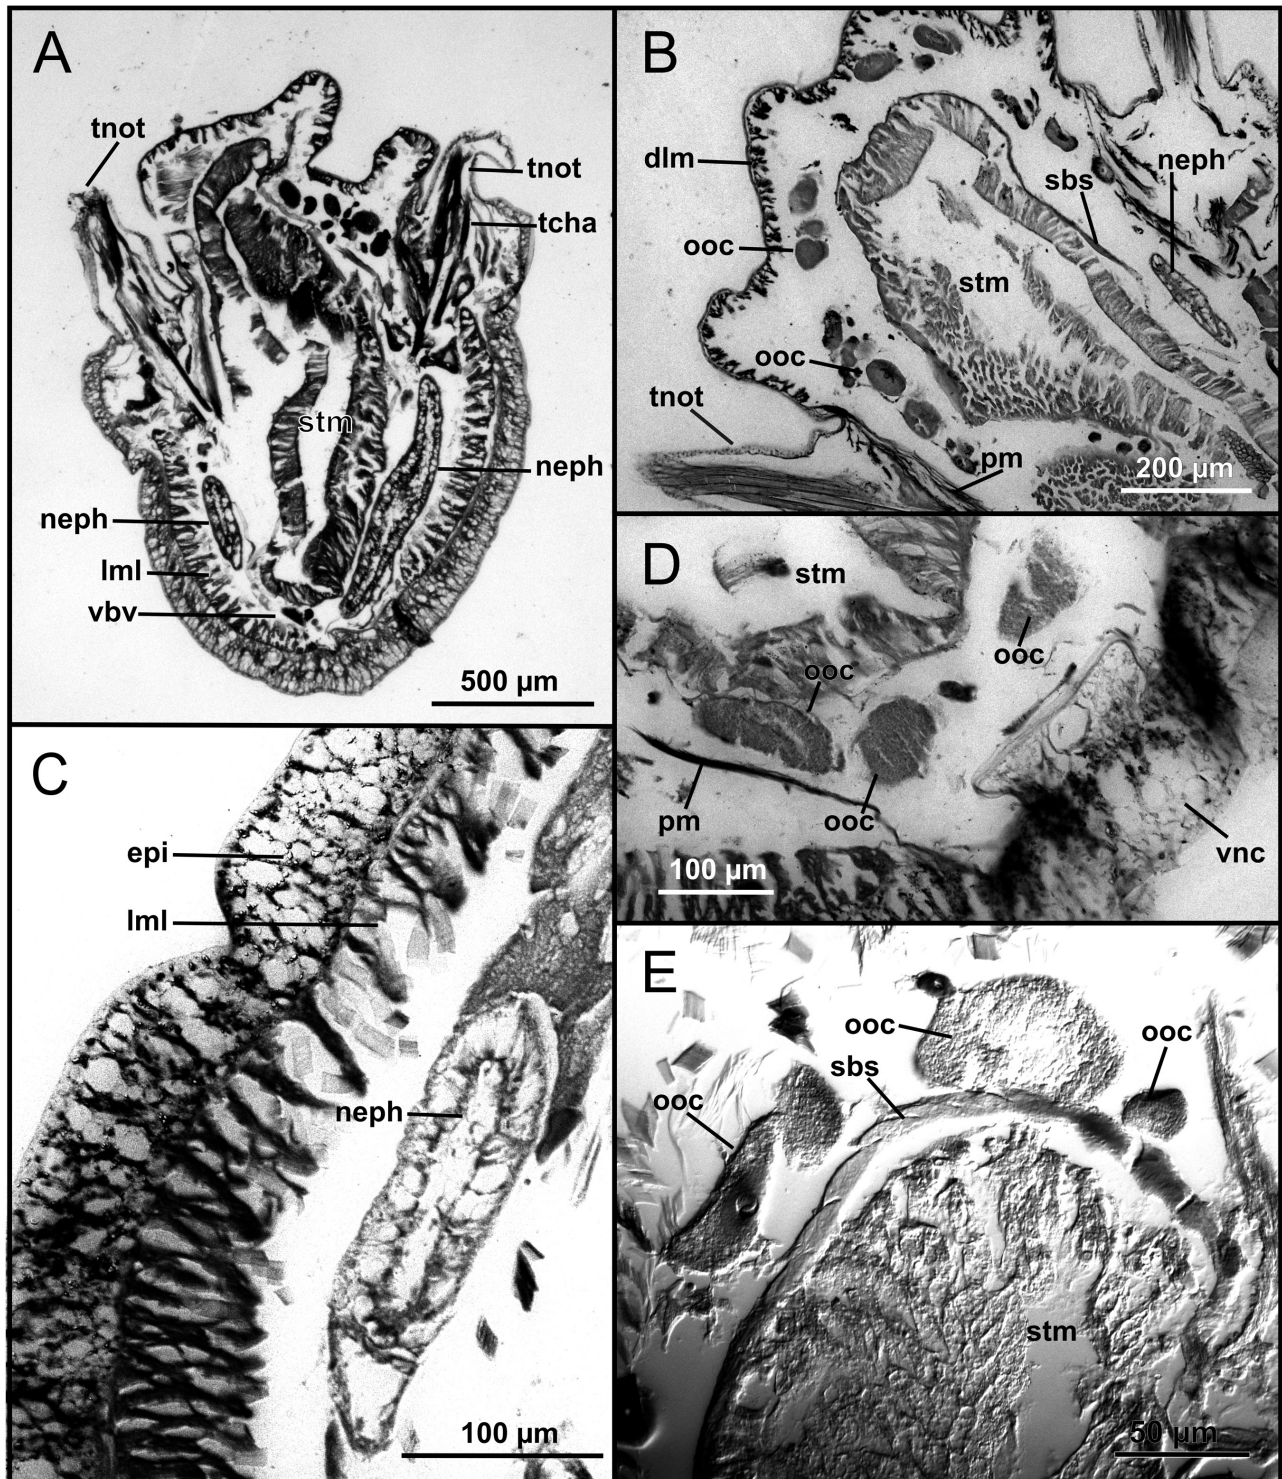 A
tnot
tnot
tcha
stm
neph
neph
lml
vbv
500 µm
B
dlm
neph
sbs
ooc
stm
ooc
tnot
pm
200 µm
C
epi
lml
neph
100 µm
D
stm
ooc
ooc
pm
ooc
vnc
100 µm
E
ooc
ooc
sbs
ooc
stm
50 µm